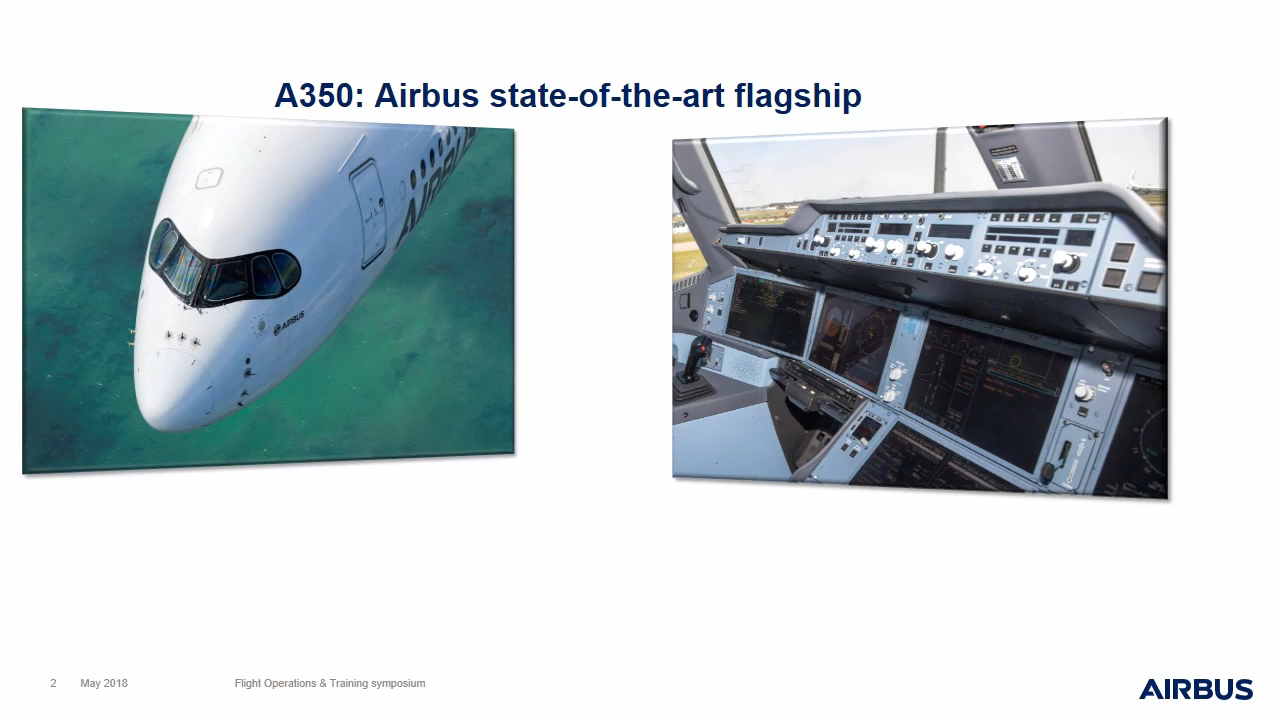 A350: Airbus state-of-the-art flagship
AIRBUS
AIRBUS
2 May 2018 Flight Operations & Training symposium
AIRBUS